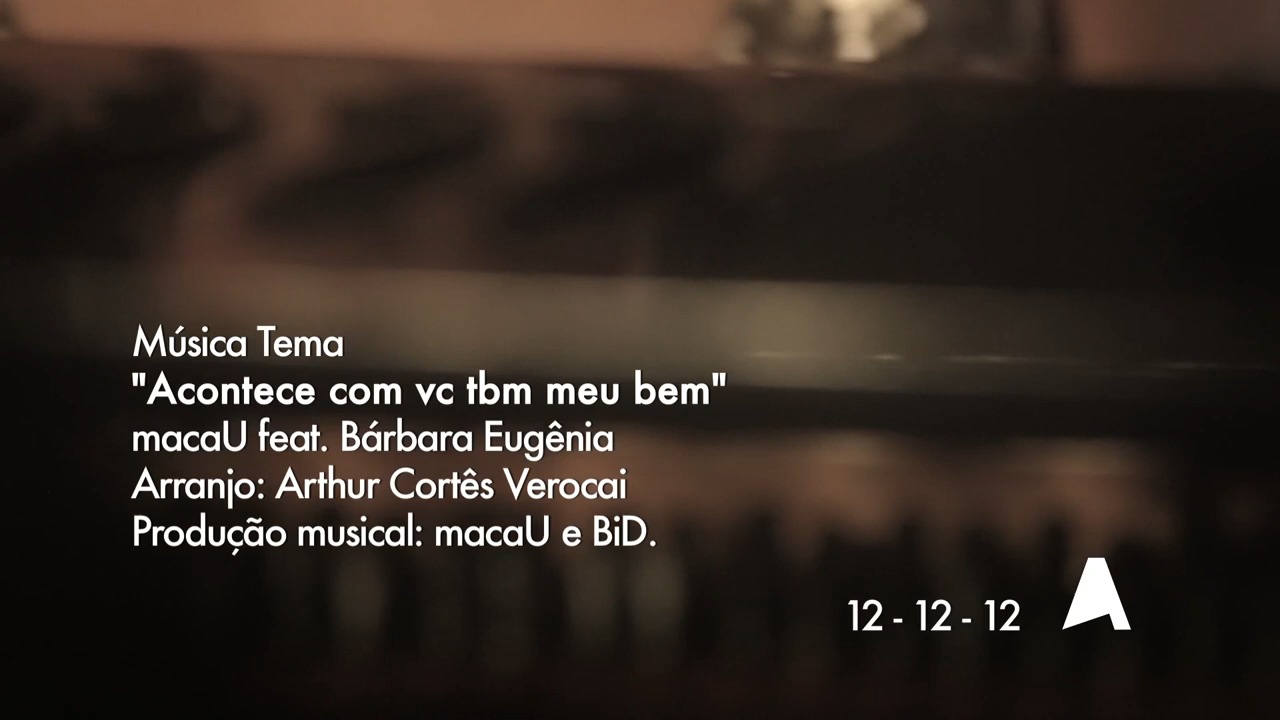 Música Tema
"Acontece com vc tbm meu bem"
macaU feat. Bárbara Eugênia
Arranjo: Arthur Cortês Verocai
Produção musical: macaU e BiD.
12 - 12 - 12 A